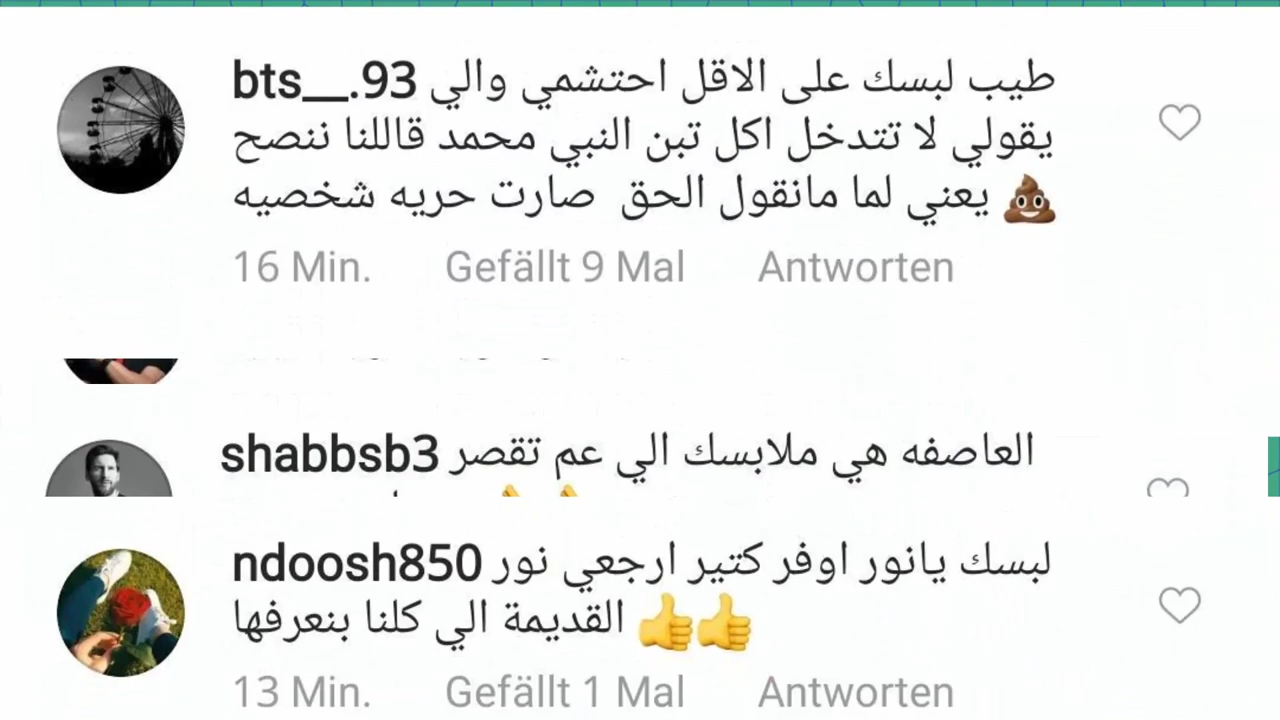 bts__.93 طيب لبسك على الاقل احتشمي والي
يقولي لا تتدخل اكل تبن النبي محمد قاللنا ننصح
يعني لما مانقول الحق صارت حريه شخصيه 💩
16 Min. Gefällt 9 Mal Antworten
shabbsb3 العاصفه هي ملابسك الي عم تقصر
ndoosh850 لبسك يانور اوفر كتير ارجعي نور
القديمة الي كلنا بنعرفها 👍👍
13 Min. Gefällt 1 Mal Antworten